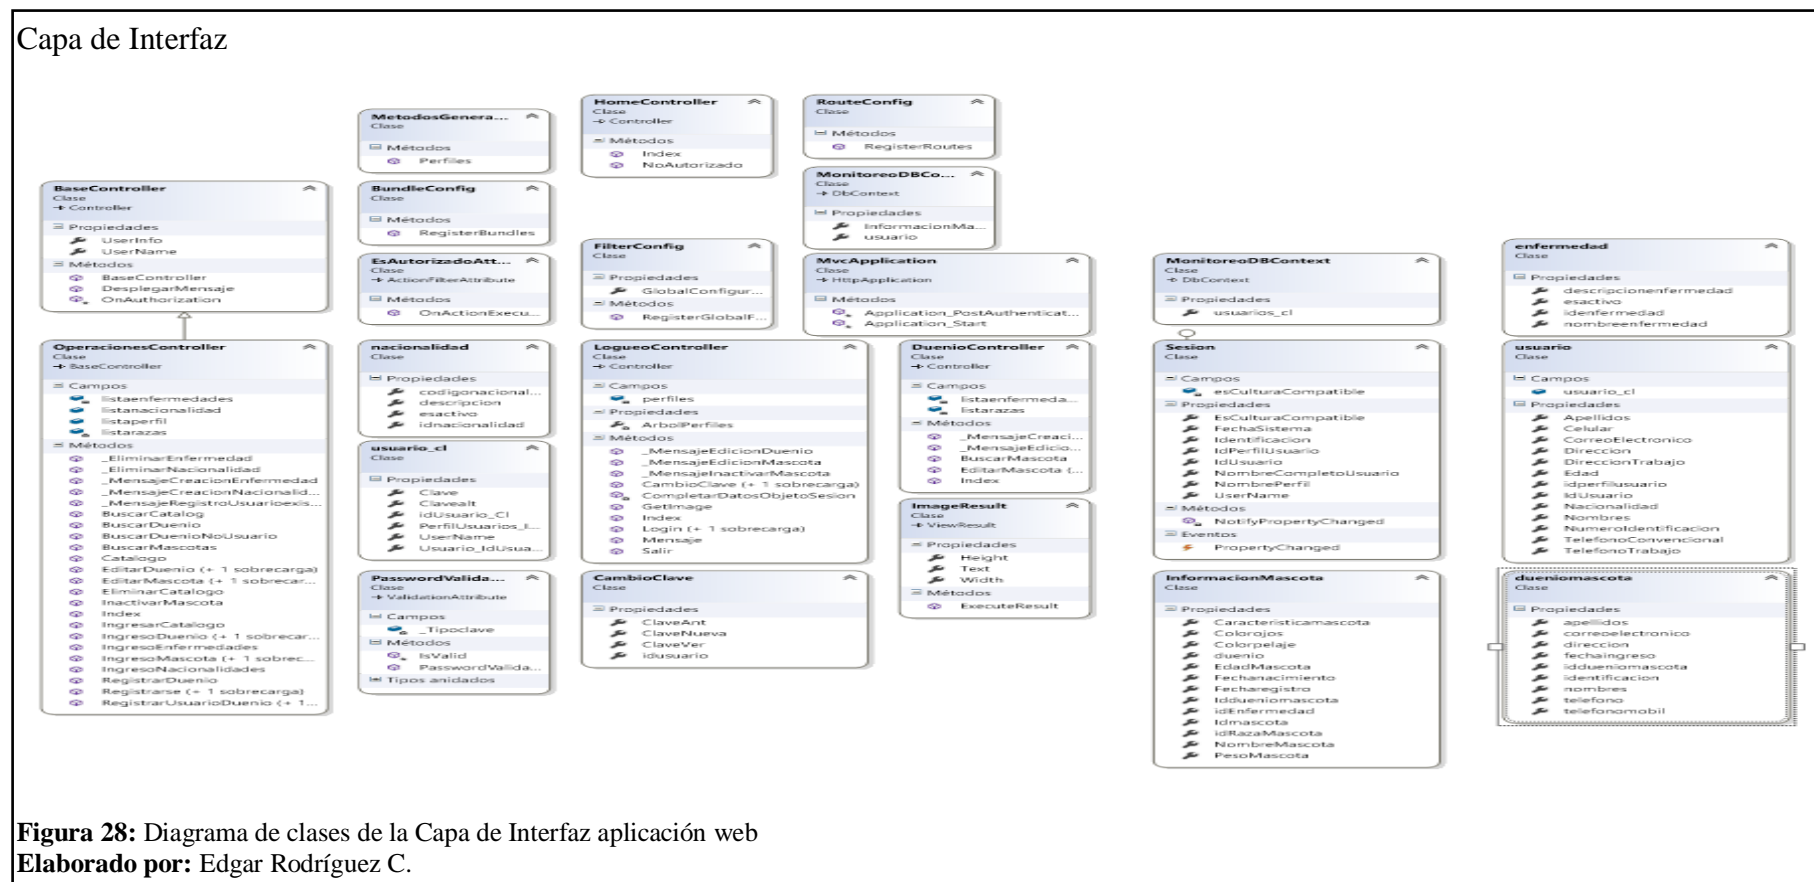 Capa de Interfaz
MetodosGenera...
Clase
Métodos
Perfiles
HomeController
Clase
Controller
Métodos
Index
NoAutorizado
RouteConfig
Clase
Métodos
RegisterRoutes
BaseController
Clase
Controller
Propiedades
UserInfo
UserName
Métodos
BaseController
DesplegarMensaje
OnAuthorization
BundleConfig
Clase
Métodos
RegisterBundles
MonitoreoDBCo...
Clase
DbContext
Propiedades
InformacionMa...
usuario
EsAutorizadoAtt...
Clase
ActionFilterAttribute
Métodos
OnActionExecu...
FilterConfig
Clase
Propiedades
GlobalConfigur...
Métodos
RegisterGlobalF...
MvcApplication
Clase
HttpApplication
Métodos
Application_PostAuthenticat...
Application_Start
MonitoreoDBContext
Clase
DbContext
Propiedades
usuarios_cl
enfermedad
Clase
Propiedades
descripcionenfermedad
esactivo
idenfermedad
nombreenfermedad
OperacionesController
Clase
BaseController
Campos
listaenfermedades
listanacionalidad
listaperfil
listarazas
Métodos
_EliminarEnfermedad
_EliminarNacionalidad
_MensajeCreacionEnfermedad
_MensajeCreacionNacionalid...
_MensajeRegistroUsuarioexis...
BuscarCatalog
BuscarDuenio
BuscarDuenioNoUsuario
BuscarMascotas
Catalogo
EditarDuenio (+ 1 sobrecarga)
EditarMascota (+ 1 sobrecar...
EliminarCatalogo
InactivarMascota
Index
IngresarCatalogo
IngresoDuenio (+ 1 sobrecar...
IngresoEnfermedades
IngresoMascota (+ 1 sobrec...
IngresoNacionalidades
RegistrarDuenio
Registrarse (+ 1 sobrecarga)
RegistrarUsuarioDuenio (+ 1...
nacionalidad
Clase
Propiedades
codigonacional...
descripcion
esactivo
idnacionalidad
usuario_cl
Clase
Propiedades
Clave
Clavealt
idUsuario_Cl
PerfilUsuarios_I...
UserName
Usuario_IdUsua...
PasswordValida...
Clase
ValidationAttribute
Campos
_Tipoclave
Métodos
IsValid
PasswordValida...
Tipos anidados
LogueoController
Clase
Controller
Campos
perfiles
Propiedades
ArbolPerfiles
Métodos
_MensajeEdicionDuenio
_MensajeEdicionMascota
_MensajeInactivarMascota
CambioClave (+ 1 sobrecarga)
CompletarDatosObjetoSesion
GetImage
Index
Login (+ 1 sobrecarga)
Mensaje
Salir
CambioClave
Clase
Propiedades
ClaveAnt
ClaveNueva
ClaveVer
idusuario
DuenioController
Clase
Controller
Campos
listaenfermeda...
listarazas
Métodos
_MensajeCreaci...
_MensajeEdicio...
BuscarMascota
EditarMascota (...
Index
ImageResult
Clase
ViewResult
Propiedades
Height
Text
Width
Métodos
ExecuteResult
Sesion
Clase
Campos
esCulturaCompatible
Propiedades
EsCulturaCompatible
FechaSistema
Identificacion
IdPerfilUsuario
IdUsuario
NombreCompletoUsuario
NombrePerfil
UserName
Métodos
NotifyPropertyChanged
Eventos
PropertyChanged
InformacionMascota
Clase
Propiedades
Caracteristicamascota
Colorojos
Colorpelaje
duenio
EdadMascota
Fechanacimiento
Fecharegistro
Iddueniomascota
idEnfermedad
Idmascota
idRazaMascota
NombreMascota
PesoMascota
usuario
Clase
Campos
usuario_cl
Propiedades
Apellidos
Celular
CorreoElectronico
Direccion
DireccionTrabajo
Edad
idperfilusuario
IdUsuario
Nacionalidad
Nombres
NumeroIdentificacion
TelefonoConvencional
TelefonoTrabajo
dueniomascota
Clase
Propiedades
apellidos
correoelectronico
direccion
fechaingreso
iddueniomascota
identificacion
nombres
telefono
telefonomobil
Figura 28: Diagrama de clases de la Capa de Interfaz aplicación web
Elaborado por: Edgar Rodríguez C.